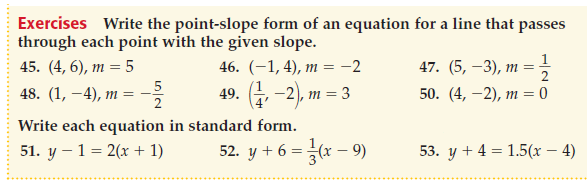 Exercises Write the point-slope form of an equation for a line that passes
through each point with the given slope.
45. (4, 6), m = 5 46. (−1, 4), m = −2 47. (5, −3), m = 1/2
48. (1, −4), m = −5/2 49. (1/4, −2), m = 3 50. (4, −2), m = 0
Write each equation in standard form.
51. y − 1 = 2(x + 1) 52. y + 6 = 1/3(x − 9) 53. y + 4 = 1.5(x − 4)